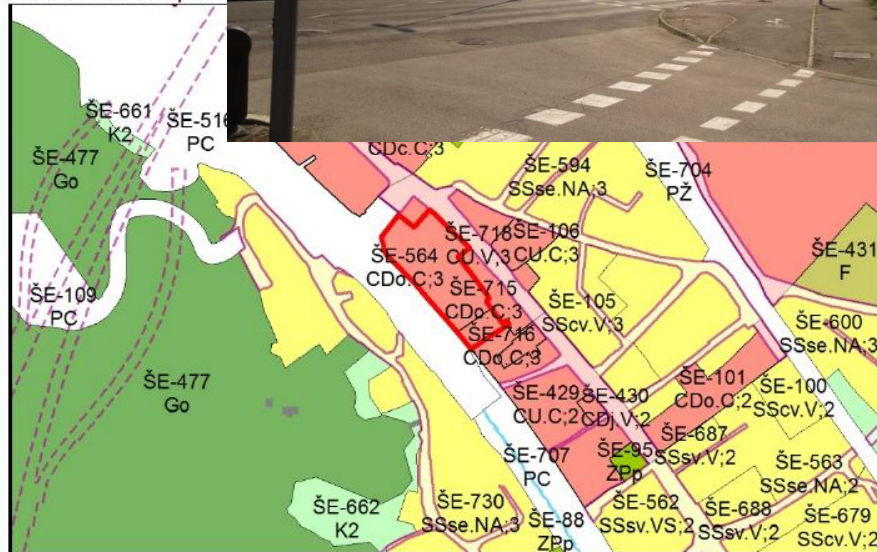 CDc.C;3
ŠE-661
K2
ŠE-516
PC
ŠE-477
Go
ŠE-594
SSse.NA;3
ŠE-704
PŽ
ŠE-718
CU.V;3
ŠE-106
CU.C;3
ŠE-564
CDo.C;3
ŠE-431
F
ŠE-109
PC
ŠE-715
CDo.C;3
ŠE-105
SScv.V;3
ŠE-716
CDo.C;3
ŠE-600
SSse.NA;3
ŠE-477
Go
ŠE-429
CU.C;2
ŠE-430
CDj.V;2
ŠE-101
CDo.O;2
ŠE-100
SScv.V;2
ŠE-687
SSsv.V;2
ŠE-95
ZPp
ŠE-707
PC
ŠE-563
SSse.NA;2
ŠE-662
K2
ŠE-730
SSse.NA;3
ŠE-88
ZPp
ŠE-562
SSsv.VS;2
ŠE-688
SSsv.V;2
ŠE-679
SScv.V;2